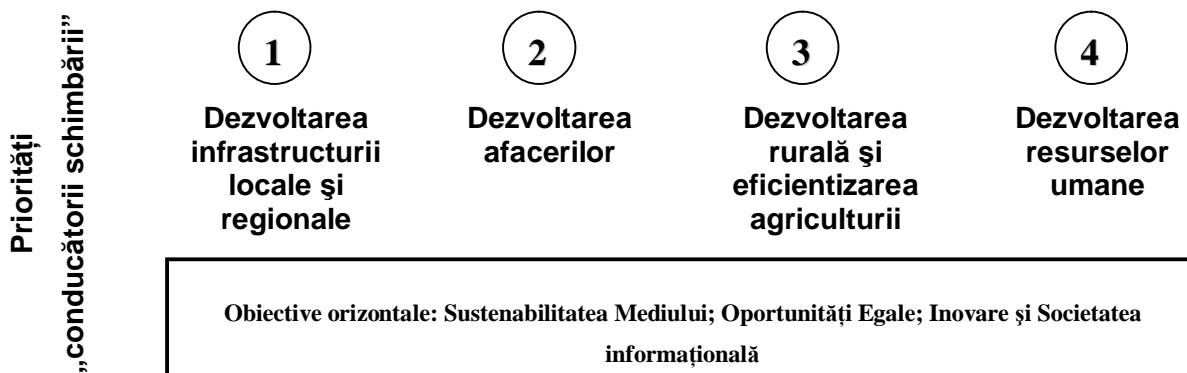 Priorități
„conducătorii schimbării”
1
Dezvoltarea
infrastructurii
locale şi
regionale
2
Dezvoltarea
afacerilor
3
Dezvoltarea
rurală şi
eficientizarea
agriculturii
4
Dezvoltarea
resurselor
umane
Obiective orizontale: Sustenabilitatea Mediului; Oportunități Egale; Inovare şi Societatea
informațională